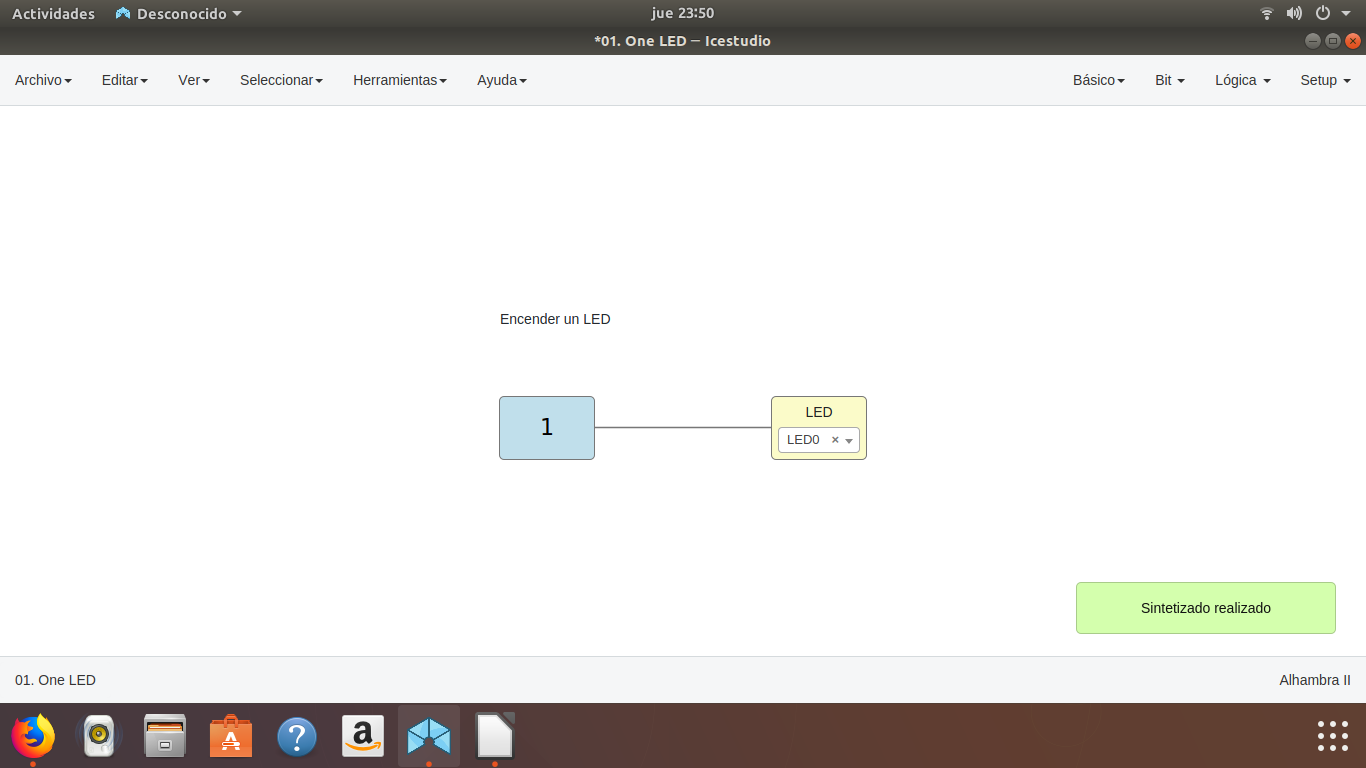 Actividades Desconocido jue 23:50
*01. One LED – Icestudio
Archivo Editar Ver Seleccionar Herramientas Ayuda Básico Bit Lógica Setup
Encender un LED
1
LED
LED0 ×
Sintetizado realizado
01. One LED Alhambra II